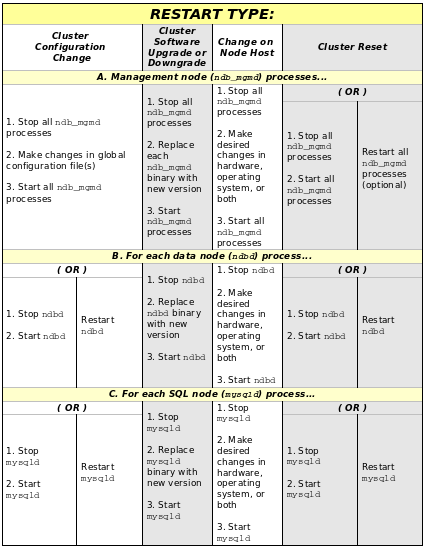 RESTART TYPE:
Cluster
Configuration
Change
Cluster
Software
Upgrade or
Downgrade
Change on
Node Host
Cluster Reset
A. Management node (ndb_mgmd) processes...
1. Stop all ndb_mgmd
processes
2. Make changes in global
configuration file(s)
3. Start all ndb_mgmd
processes
1. Stop all
ndb_mgmd
processes
2. Replace
each
ndb_mgmd
binary with
new version
3. Start
ndb_mgmd
processes
1. Stop all
ndb_mgmd
processes
2. Make
desired
changes in
hardware,
operating
system, or
both
3. Start all
ndb_mgmd
processes
( OR )
1. Stop all
ndb_mgmd
processes
2. Start all
ndb_mgmd
processes
Restart all
ndb_mgmd
processes
(optional)
B. For each data node (ndbd) process...
( OR )
1. Stop ndbd
2. Start ndbd
Restart
ndbd
1. Stop ndbd
2. Replace
ndbd binary
with new
version
3. Start ndbd
1. Stop ndbd
2. Make
desired
changes in
hardware,
operating
system, or
both
3. Start ndbd
( OR )
1. Stop ndbd
2. Start ndbd
Restart
ndbd
C. For each SQL node (mysqld) process...
( OR )
1. Stop
mysqld
2. Start
mysqld
Restart
mysqld
1. Stop
mysqld
2. Replace
mysqld
binary with
new version
3. Start
mysqld
1. Stop
mysqld
2. Make
desired
changes in
hardware,
operating
system, or
both
3. Start
mysqld
( OR )
1. Stop
mysqld
2. Start
mysqld
Restart
mysqld